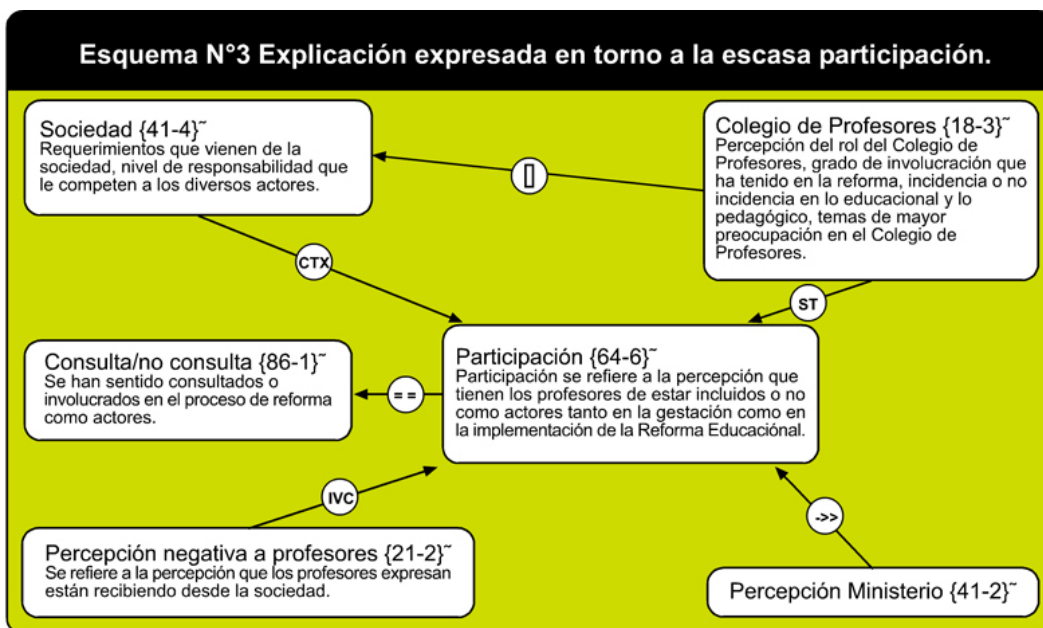 Esquema N°3 Explicación expresada en torno a la escasa participación.
Sociedad {41-4}˜
Requerimientos que vienen de la
sociedad, nivel de responsabilidad que
le competen a los diversos actores.
Colegio de Profesores {18-3}˜
Percepción del rol del Colegio de
Profesores, grado de involucración que
ha tenido en la reforma, incidencia o no
incidencia en lo educacional y lo
pedagógico, temas de mayor
preocupación en el Colegio de
Profesores.
[]
CTX
ST
Consulta/no consulta {86-1}˜
Se han sentido consultados o
involucrados en el proceso de reforma
como actores.
==
Participación {64-6}˜
Participación se refiere a la percepción que
tienen los profesores de estar incluidos o no
como actores tanto en la gestación como en
la implementación de la Reforma Educaciónal.
IVC
->>
Percepción negativa a profesores {21-2}˜
Se refiere a la percepción que los profesores expresan
están recibiendo desde la sociedad.
Percepción Ministerio {41-2}˜